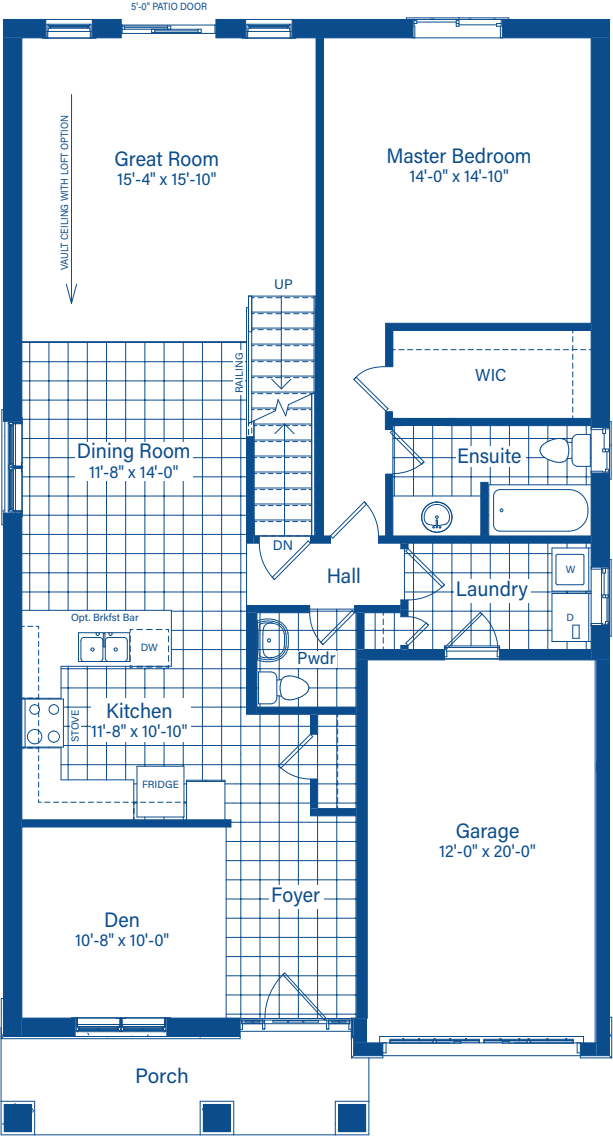 5'-0" PATIO DOOR
VAULT CEILING WITH LOFT OPTION
Great Room
15'-4" x 15'-10"
Master Bedroom
14'-0" x 14'-10"
UP
RAILING
WIC
Dining Room
11'-8" x 14'-0"
Ensuite
DN
Hall
Laundry
W
D
Opt. Brkfst Bar
DW
Pwdr
STOVE
Kitchen
11'-8" x 10'-10"
FRIDGE
Garage
12'-0" x 20'-0"
Foyer
Den
10'-8" x 10'-0"
Porch